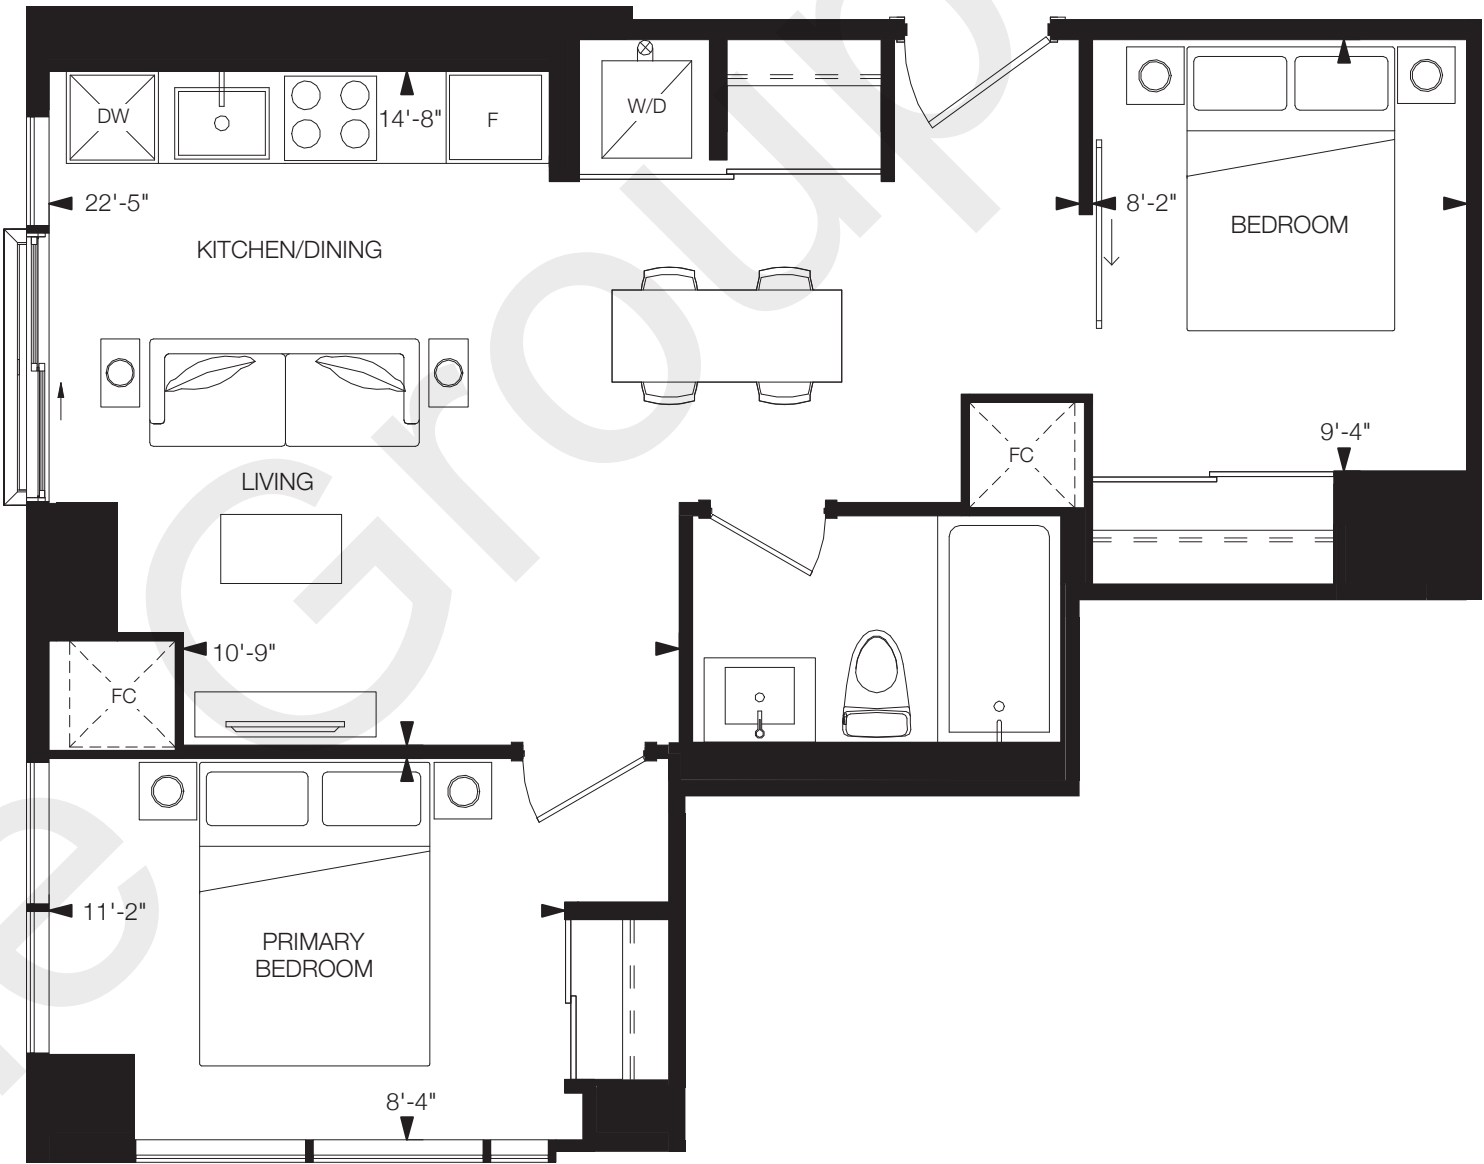 DW
14'-8"
F
W/D
22'-5"
8'-2"
BEDROOM
KITCHEN/DINING
9'-4"
FC
LIVING
10'-9"
FC
11'-2"
PRIMARY
BEDROOM
8'-4"
Group